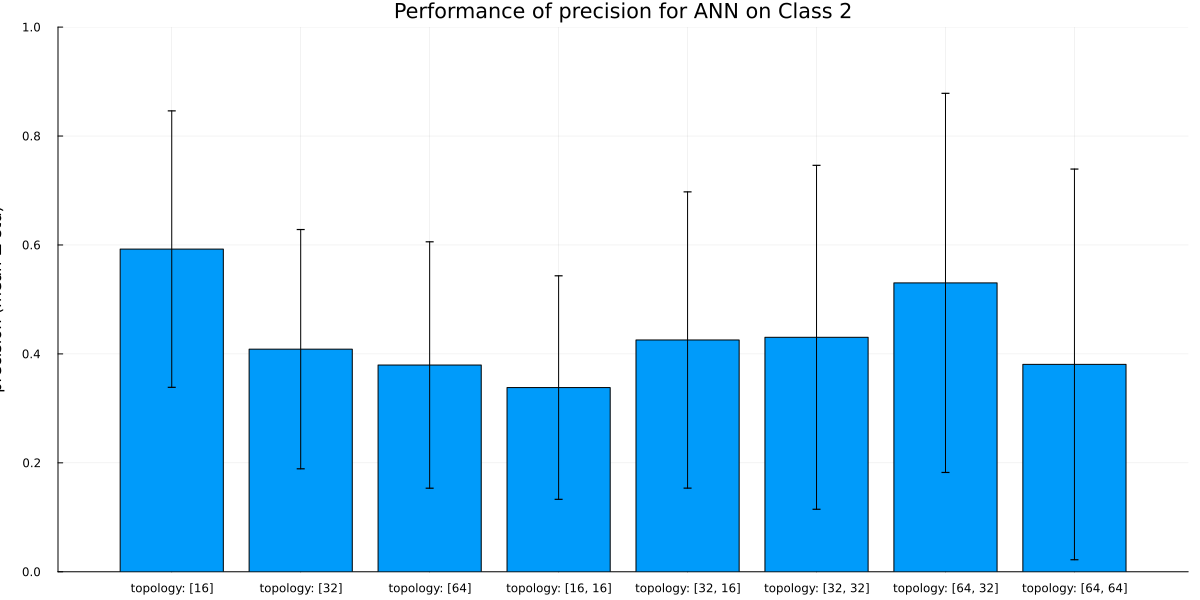 Performance of precision for ANN on Class 2
1.0
0.8
0.6
0.4
0.2
0.0
topology: [16]
topology: [32]
topology: [64]
topology: [16, 16]
topology: [32, 16]
topology: [32, 32]
topology: [64, 32]
topology: [64, 64]